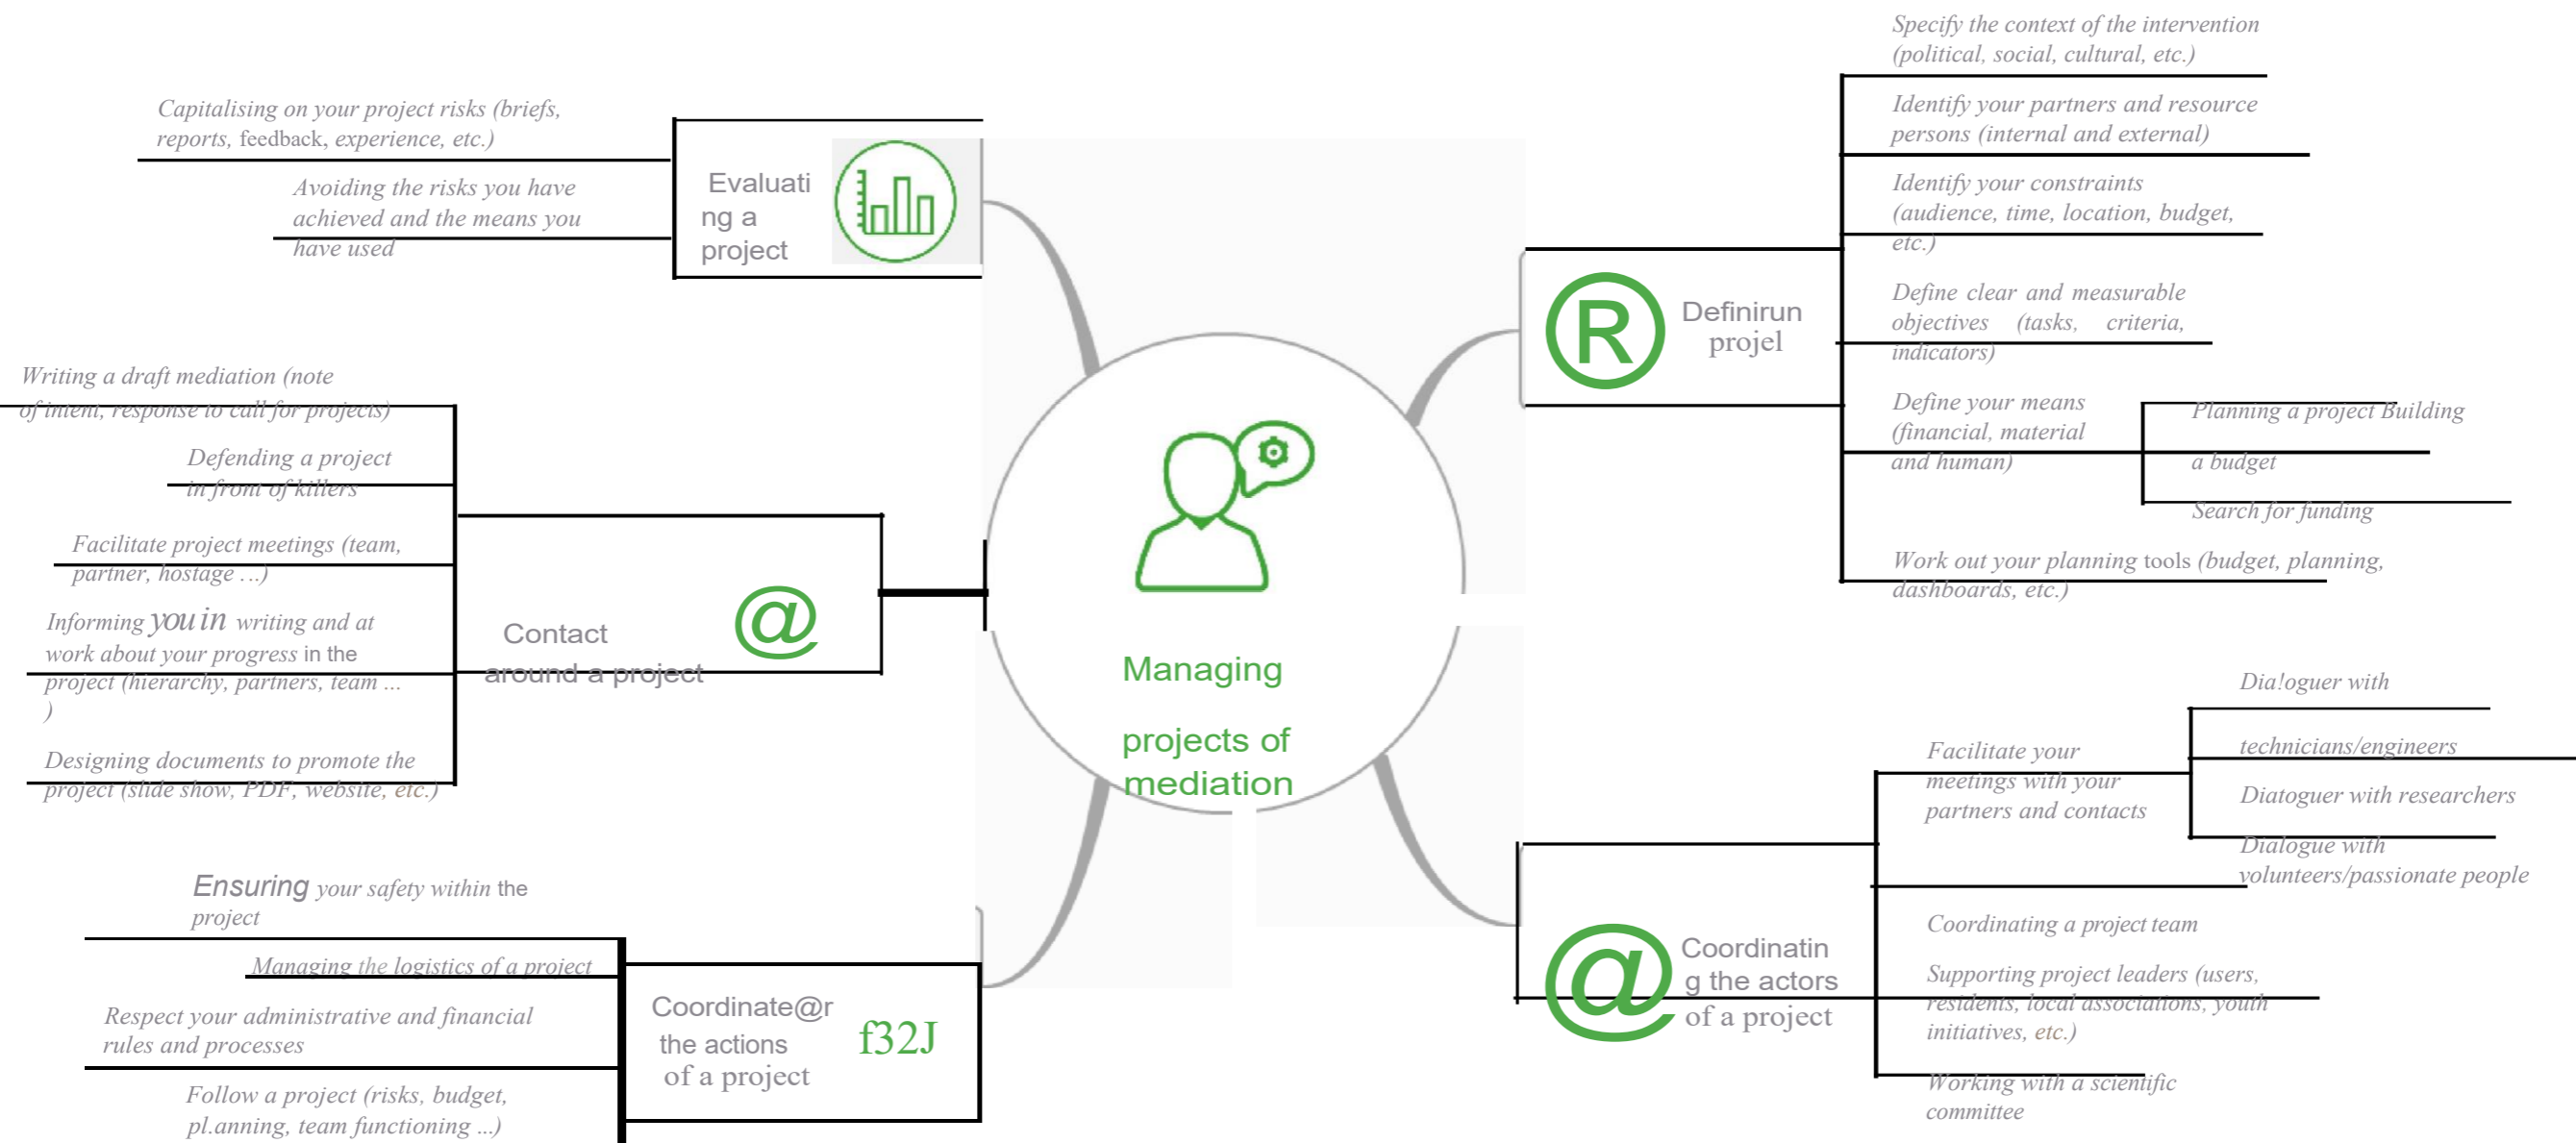 Capitalising on your project risks (briefs,
reports, feedback, experience, etc.)
Avoiding the risks you have
achieved and the means you
have used
Evaluati
ng a
project
Writing a draft mediation (note
of intent, response to call for projects)
Defending a project
in front of killers
Facilitate project meetings (team,
partner, hostage ...)
Informing you in writing and at
work about your progress in the
project (hierarchy, partners, team ...
)
Designing documents to promote the
project (slide show, PDF, website, etc.)
Contact
around a project
@
Ensuring your safety within the
project
Managing the logistics of a project
Respect your administrative and financial
rules and processes
Follow a project (risks, budget,
pl.anning, team functioning ...)
Coordinate@r
the actions
of a project
f32J
Managing
projects of
mediation
®
Definirun
projel
Specify the context of the intervention
(political, social, cultural, etc.)
Identify your partners and resource
persons (internal and external)
Identify your constraints
(audience, time, location, budget,
etc.)
Define clear and measurable
objectives (tasks, criteria,
indicators)
Define your means
(financial, material
and human)
Planning a project Building
a budget
Search for funding
Work out your planning tools (budget, planning,
dashboards, etc.)
@
Coordinatin
g the actors
of a project
Facilitate your
meetings with your
partners and contacts
Dia!oguer with
technicians/engineers
Diatoguer with researchers
Dialogue with
volunteers/passionate people
Coordinating a project team
Supporting project leaders (users,
residents, local associations, youth
initiatives, etc.)
Working with a scientific
committee